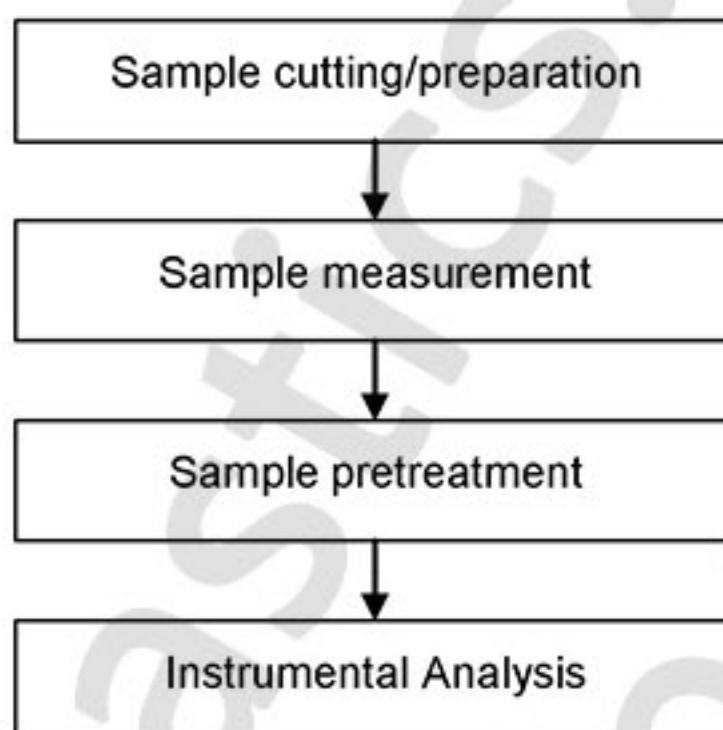 Sample cutting/preparation
Sample measurement
Sample pretreatment
Instrumental Analysis